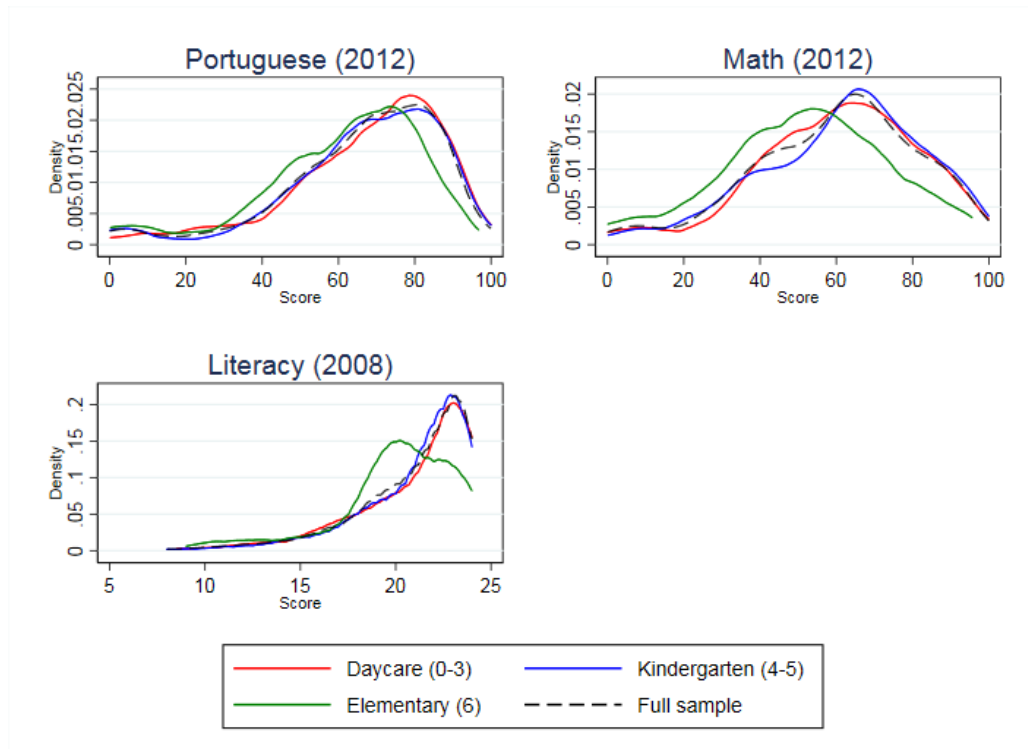 Portuguese (2012)
Density
0 .005 .01 .015 .02 .025
0 20 40 60 80 100
Score
Math (2012)
Density
0 .005 .01 .015 .02
0 20 40 60 80 100
Score
Literacy (2008)
Density
0 .05 .1 .15 .2
5 10 15 20 25
Score
Daycare (0-3) Kindergarten (4-5)
Elementary (6) Full sample